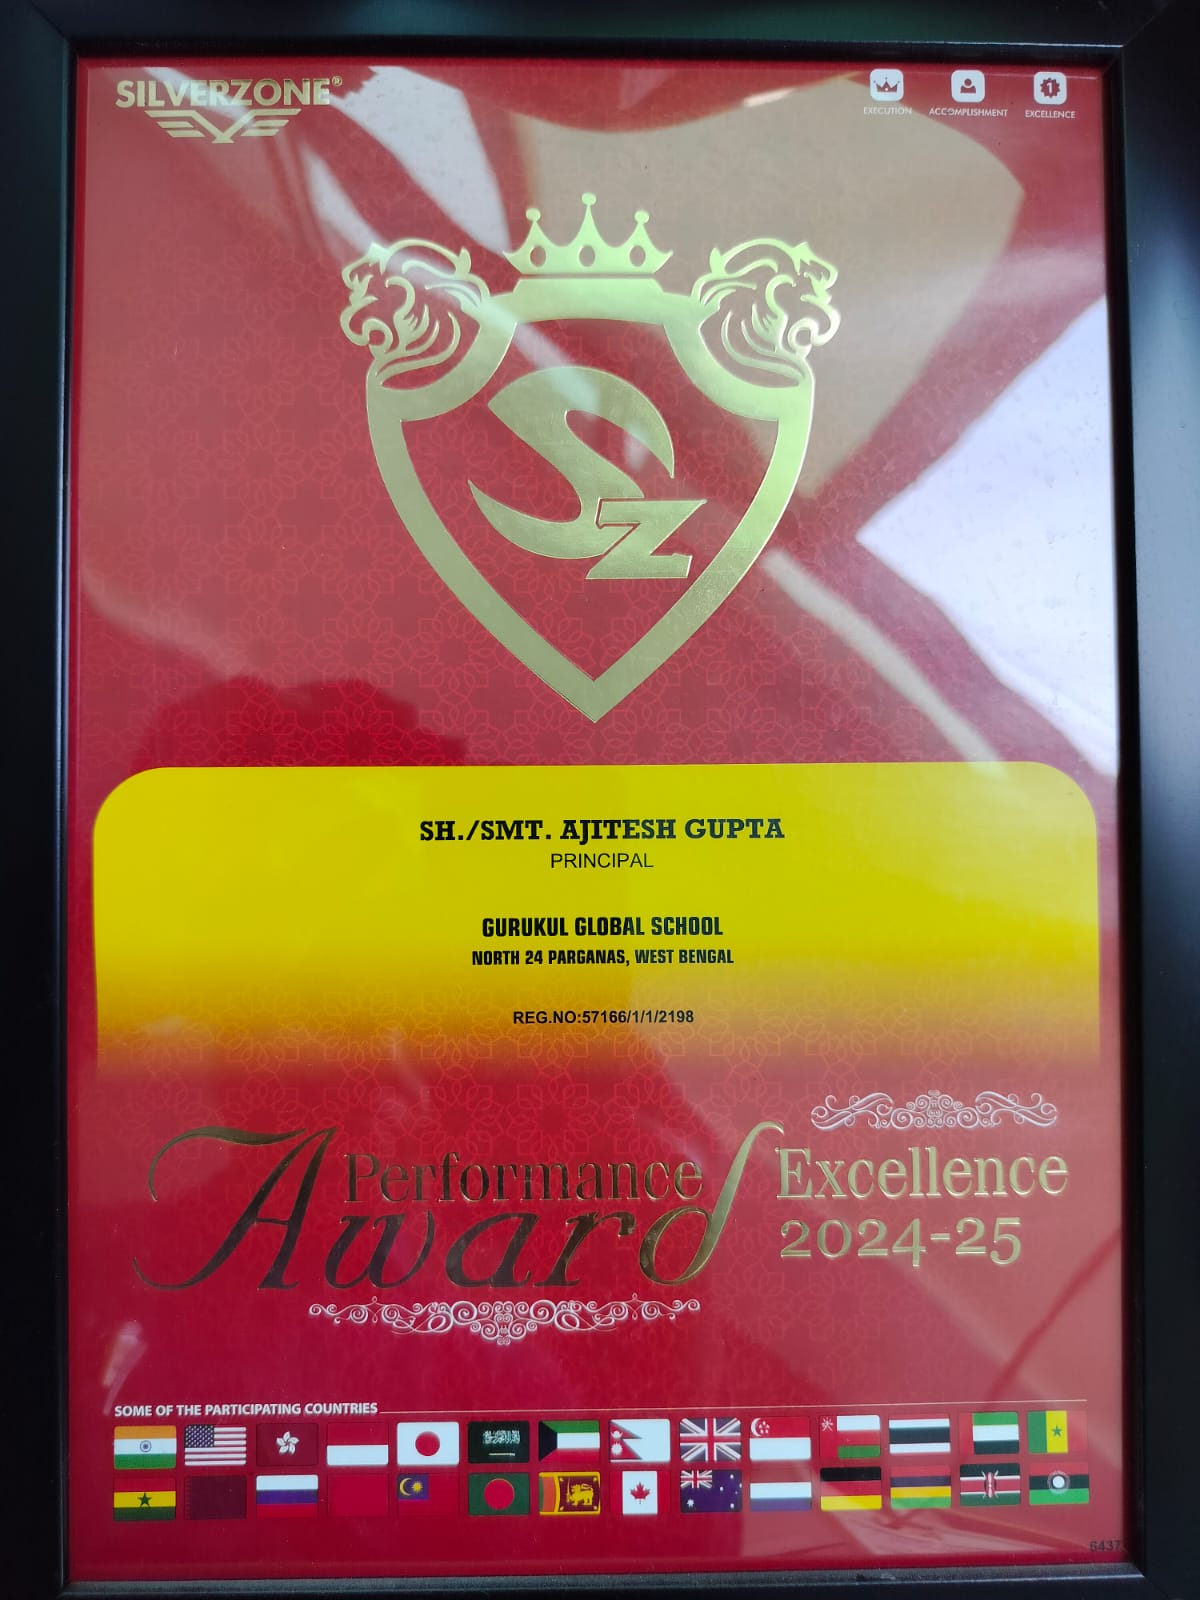 SILVERZONE®
EXECUTION ACCOMPLISHMENT EXCELLENCE
SZ
SH./SMT. AJITESH GUPTA
PRINCIPAL
GURUKUL GLOBAL SCHOOL
NORTH 24 PARGANAS, WEST BENGAL
REG.NO:57166/1/1/2198
Performance
Award
Excellence
2024-25
SOME OF THE PARTICIPATING COUNTRIES
6437